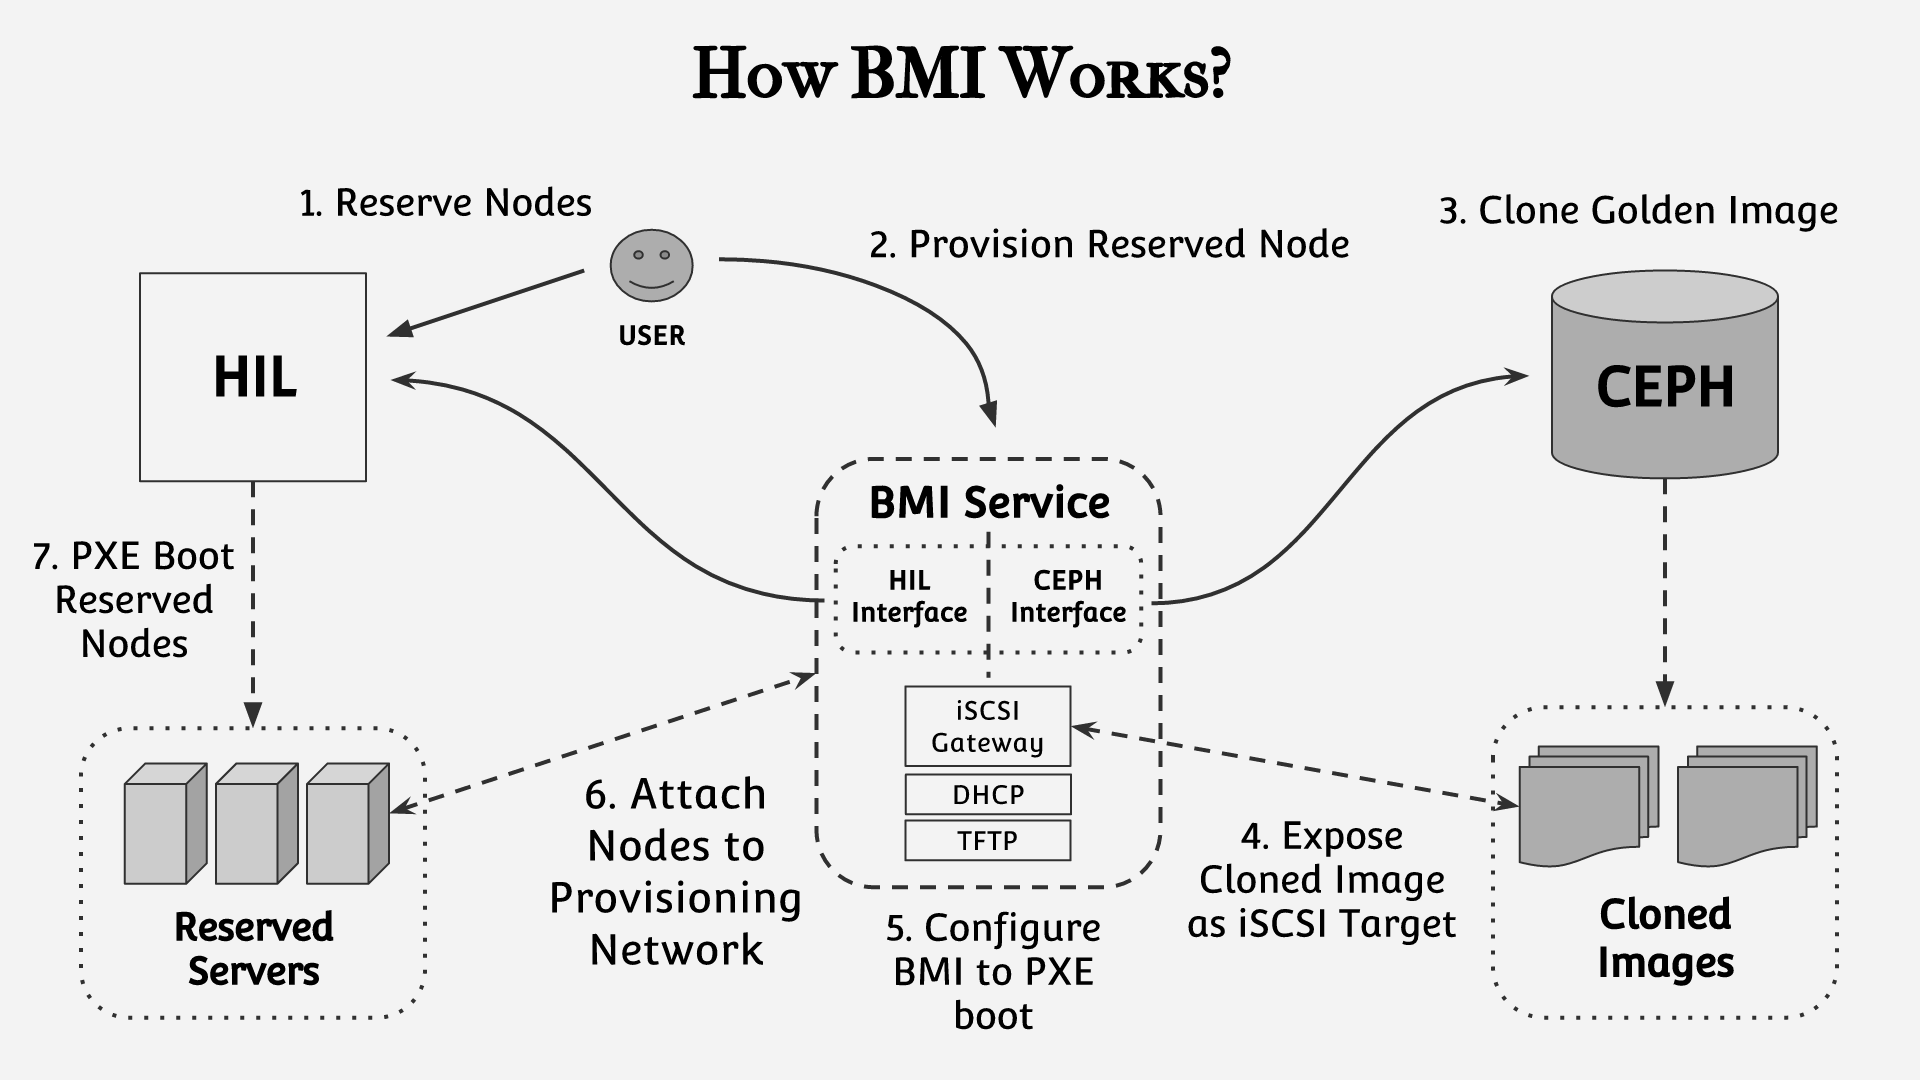 How BMI Works?
1. Reserve Nodes
2. Provision Reserved Node
3. Clone Golden Image
USER
HIL
CEPH
BMI Service
HIL
Interface
CEPH
Interface
7. PXE Boot
Reserved
Nodes
iSCSI
Gateway
DHCP
TFTP
6. Attach
Nodes to
Provisioning
Network
4. Expose
Cloned Image
as iSCSI Target
5. Configure
BMI to PXE
boot
Reserved
Servers
Cloned
Images